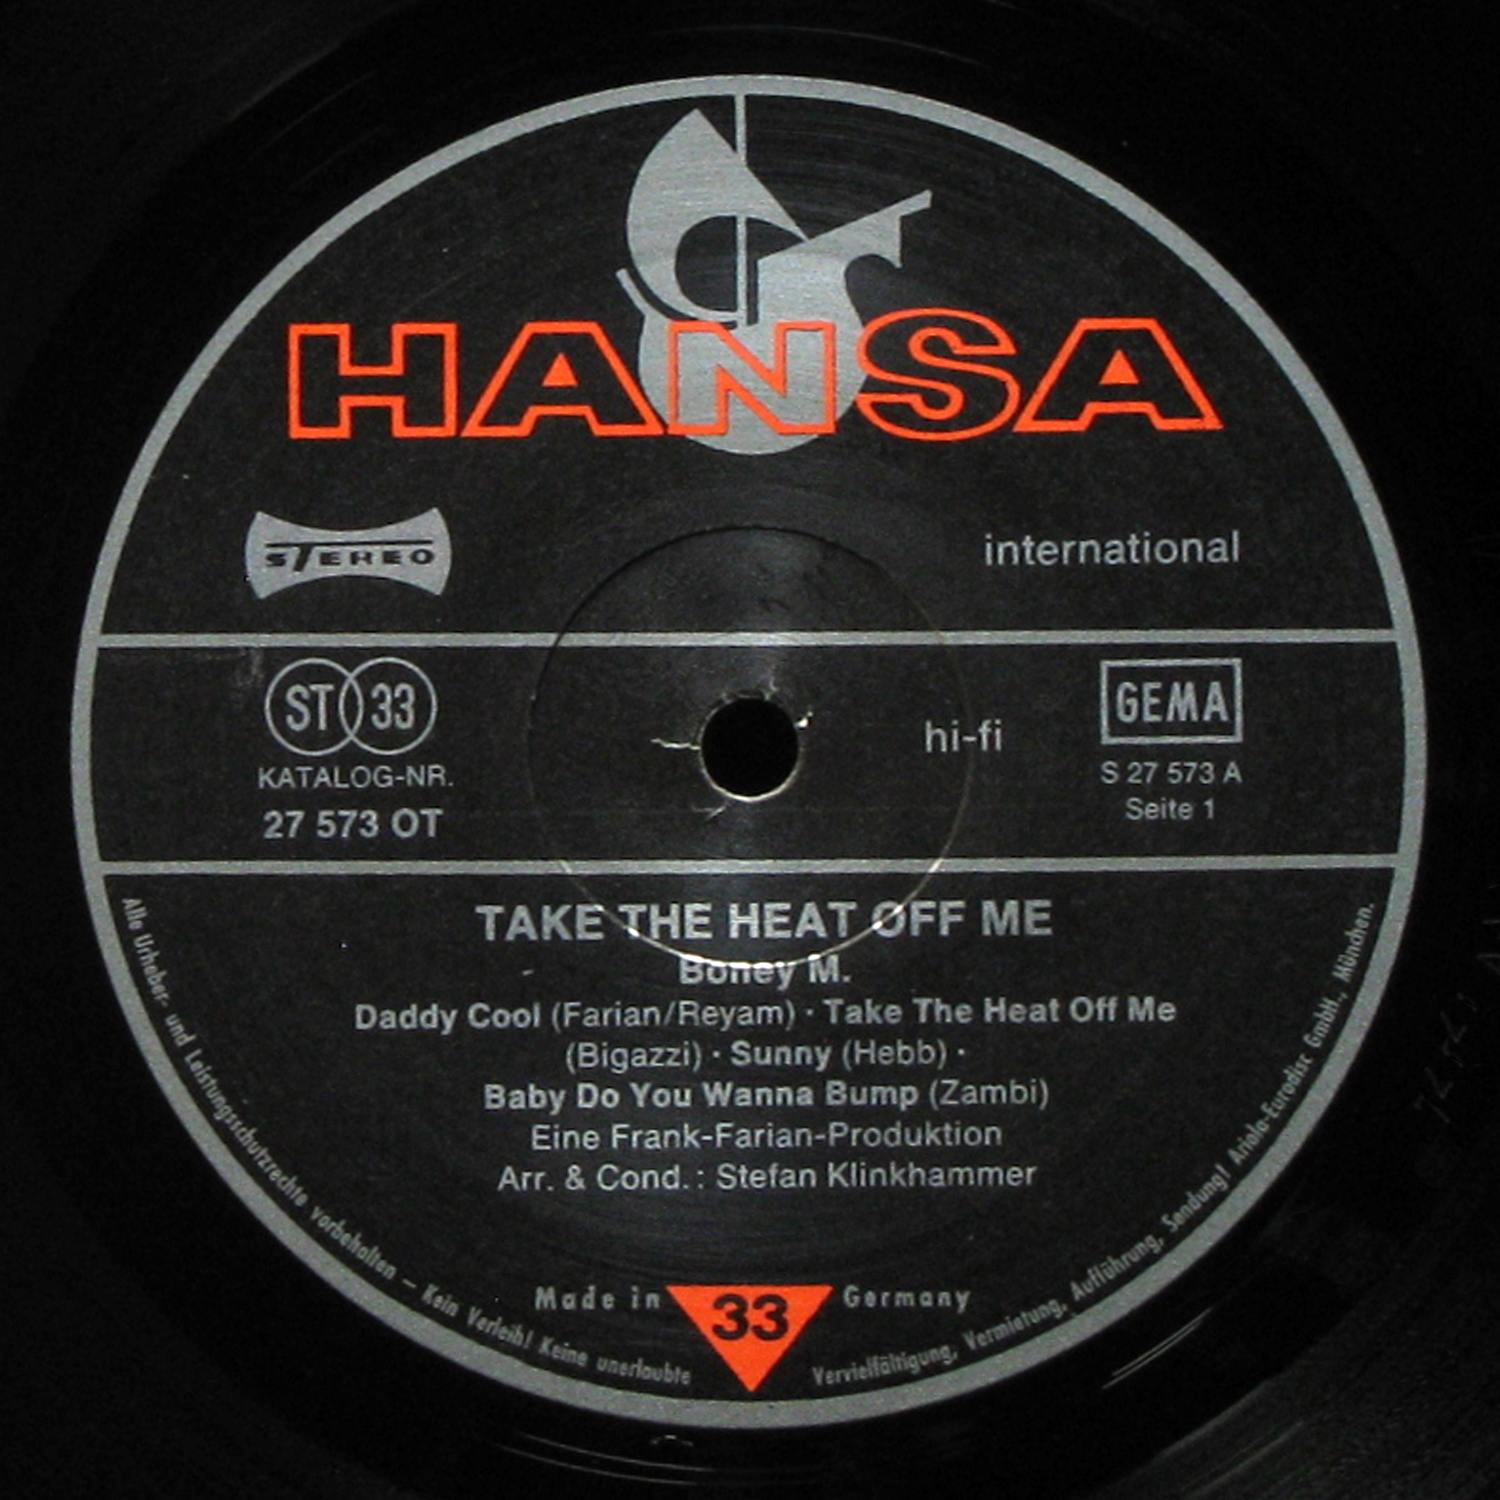 HANSA
STEREO
international
ST 33
KATALOG-NR.
27 573 OT
hi-fi
GEMA
S 27 573 A
Seite 1
TAKE THE HEAT OFF ME
Boney M.
Daddy Cool (Farian/Reyam) · Take The Heat Off Me
(Bigazzi) · Sunny (Hebb) ·
Baby Do You Wanna Bump (Zambi)
Eine Frank-Farian-Produktion
Arr. & Cond.: Stefan Klinkhammer
Made in 33 Germany
Alle Urheber- und Leistungsschutzrechte vorbehalten – Kein Verleih! Keine unerlaubte Vervielfältigung, Vermietung, Aufführung, Sendung! Ariola-Eurodisc GmbH., München.